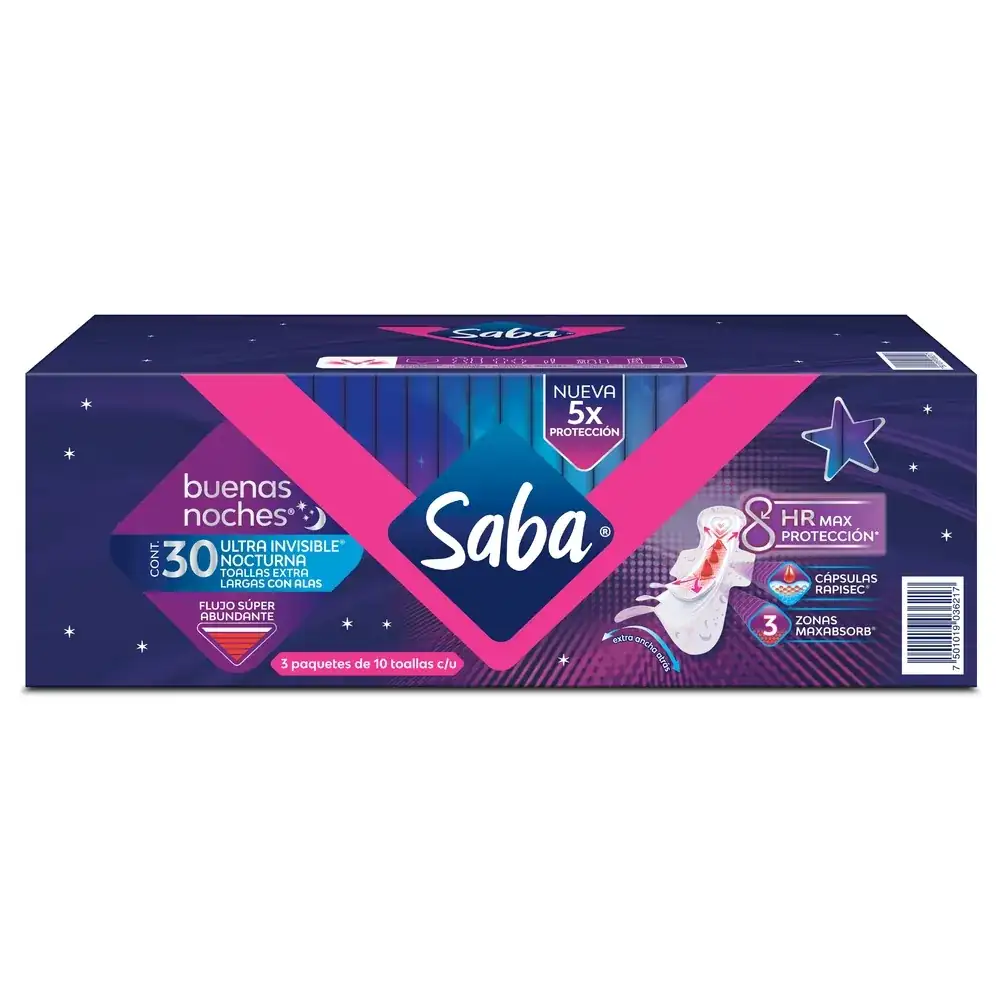 Saba
NUEVA
5x
PROTECCIÓN
buenas
noches®
CONT.
30
ULTRA INVISIBLE®
NOCTURNA
TOALLAS EXTRA
LARGAS CON ALAS
FLUJO SÚPER
ABUNDANTE
3 paquetes de 10 toallas c/u
Saba®
8 HR MAX
PROTECCIÓN*
CÁPSULAS
RAPISEC®
3 ZONAS
MAXABSORB®
extra ancha atrás
7 501019 036217